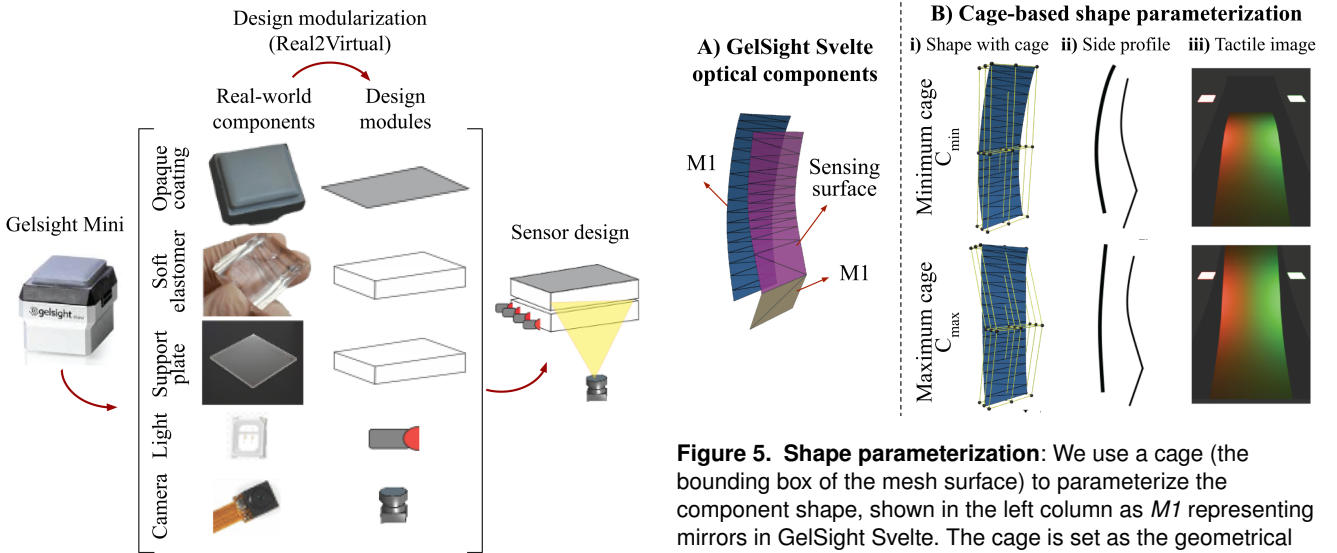 Design modularization
(Real2Virtual)
Real-world
components
Design
modules
Gelsight Mini
gelsight
Opaque
coating
Soft
elastomer
Support
plate
Light
Camera
Sensor design
A) GelSight Svelte
optical components
M1
Sensing
surface
M1
B) Cage-based shape parameterization
i) Shape with cage
ii) Side profile
iii) Tactile image
Minimum cage
Cmin
Maximum cage
Cmax
Figure 5. Shape parameterization: We use a cage (the
bounding box of the mesh surface) to parameterize the
component shape, shown in the left column as M1 representing
mirrors in GelSight Svelte. The cage is set as the geometrical